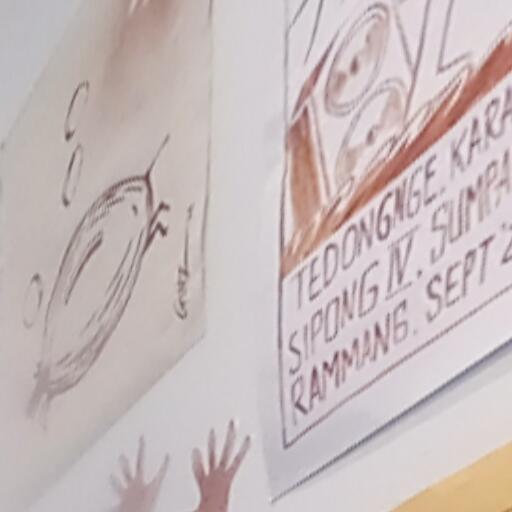 TEDONGNGE. KARA
SIPONG IV. SUMPA
RAMMANG. SEPT '2